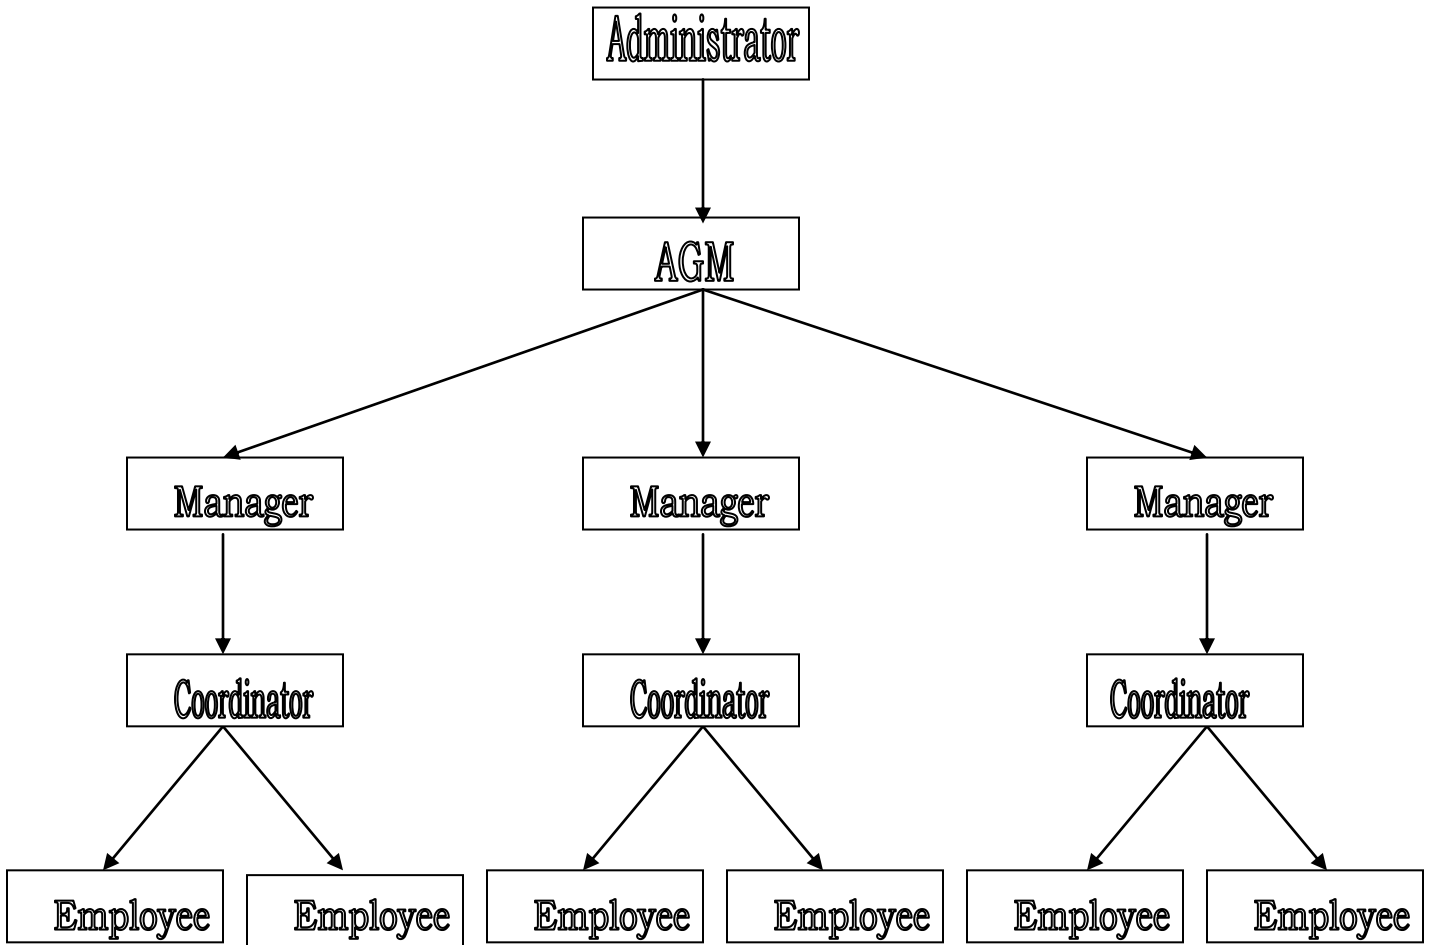 Administrator
AGM
Manager
Manager
Manager
Coordinator
Coordinator
Coordinator
Employee
Employee
Employee
Employee
Employee
Employee